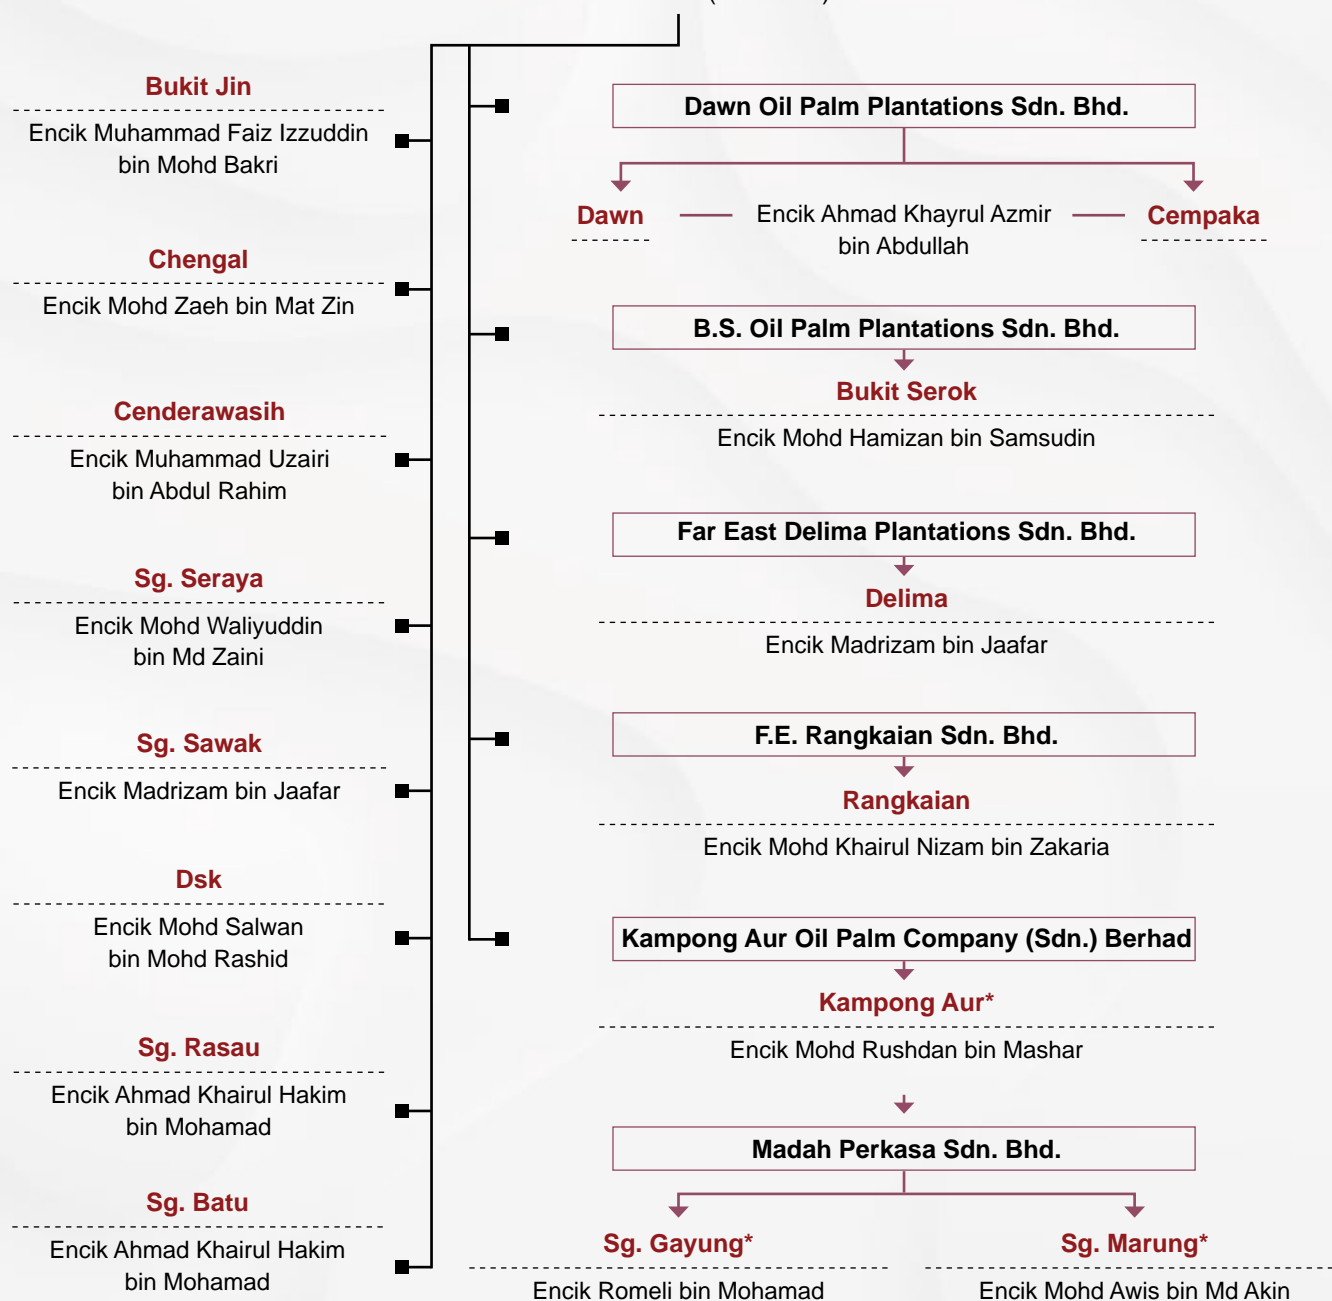 Bukit Jin
Encik Muhammad Faiz Izzuddin
bin Mohd Bakri
Chengal
Encik Mohd Zaeh bin Mat Zin
Cenderawasih
Encik Muhammad Uzairi
bin Abdul Rahim
Sg. Seraya
Encik Mohd Waliyuddin
bin Md Zaini
Sg. Sawak
Encik Madrizam bin Jaafar
Dsk
Encik Mohd Salwan
bin Mohd Rashid
Sg. Rasau
Encik Ahmad Khairul Hakim
bin Mohamad
Sg. Batu
Encik Ahmad Khairul Hakim
bin Mohamad
Dawn Oil Palm Plantations Sdn. Bhd.
Dawn
Encik Ahmad Khayrul Azmir
bin Abdullah
Cempaka
B.S. Oil Palm Plantations Sdn. Bhd.
Bukit Serok
Encik Mohd Hamizan bin Samsudin
Far East Delima Plantations Sdn. Bhd.
Delima
Encik Madrizam bin Jaafar
F.E. Rangkaian Sdn. Bhd.
Rangkaian
Encik Mohd Khairul Nizam bin Zakaria
Kampong Aur Oil Palm Company (Sdn.) Berhad
Kampong Aur*
Encik Mohd Rushdan bin Mashar
Madah Perkasa Sdn. Bhd.
Sg. Gayung*
Encik Romeli bin Mohamad
Sg. Marung*
Encik Mohd Awis bin Md Akin